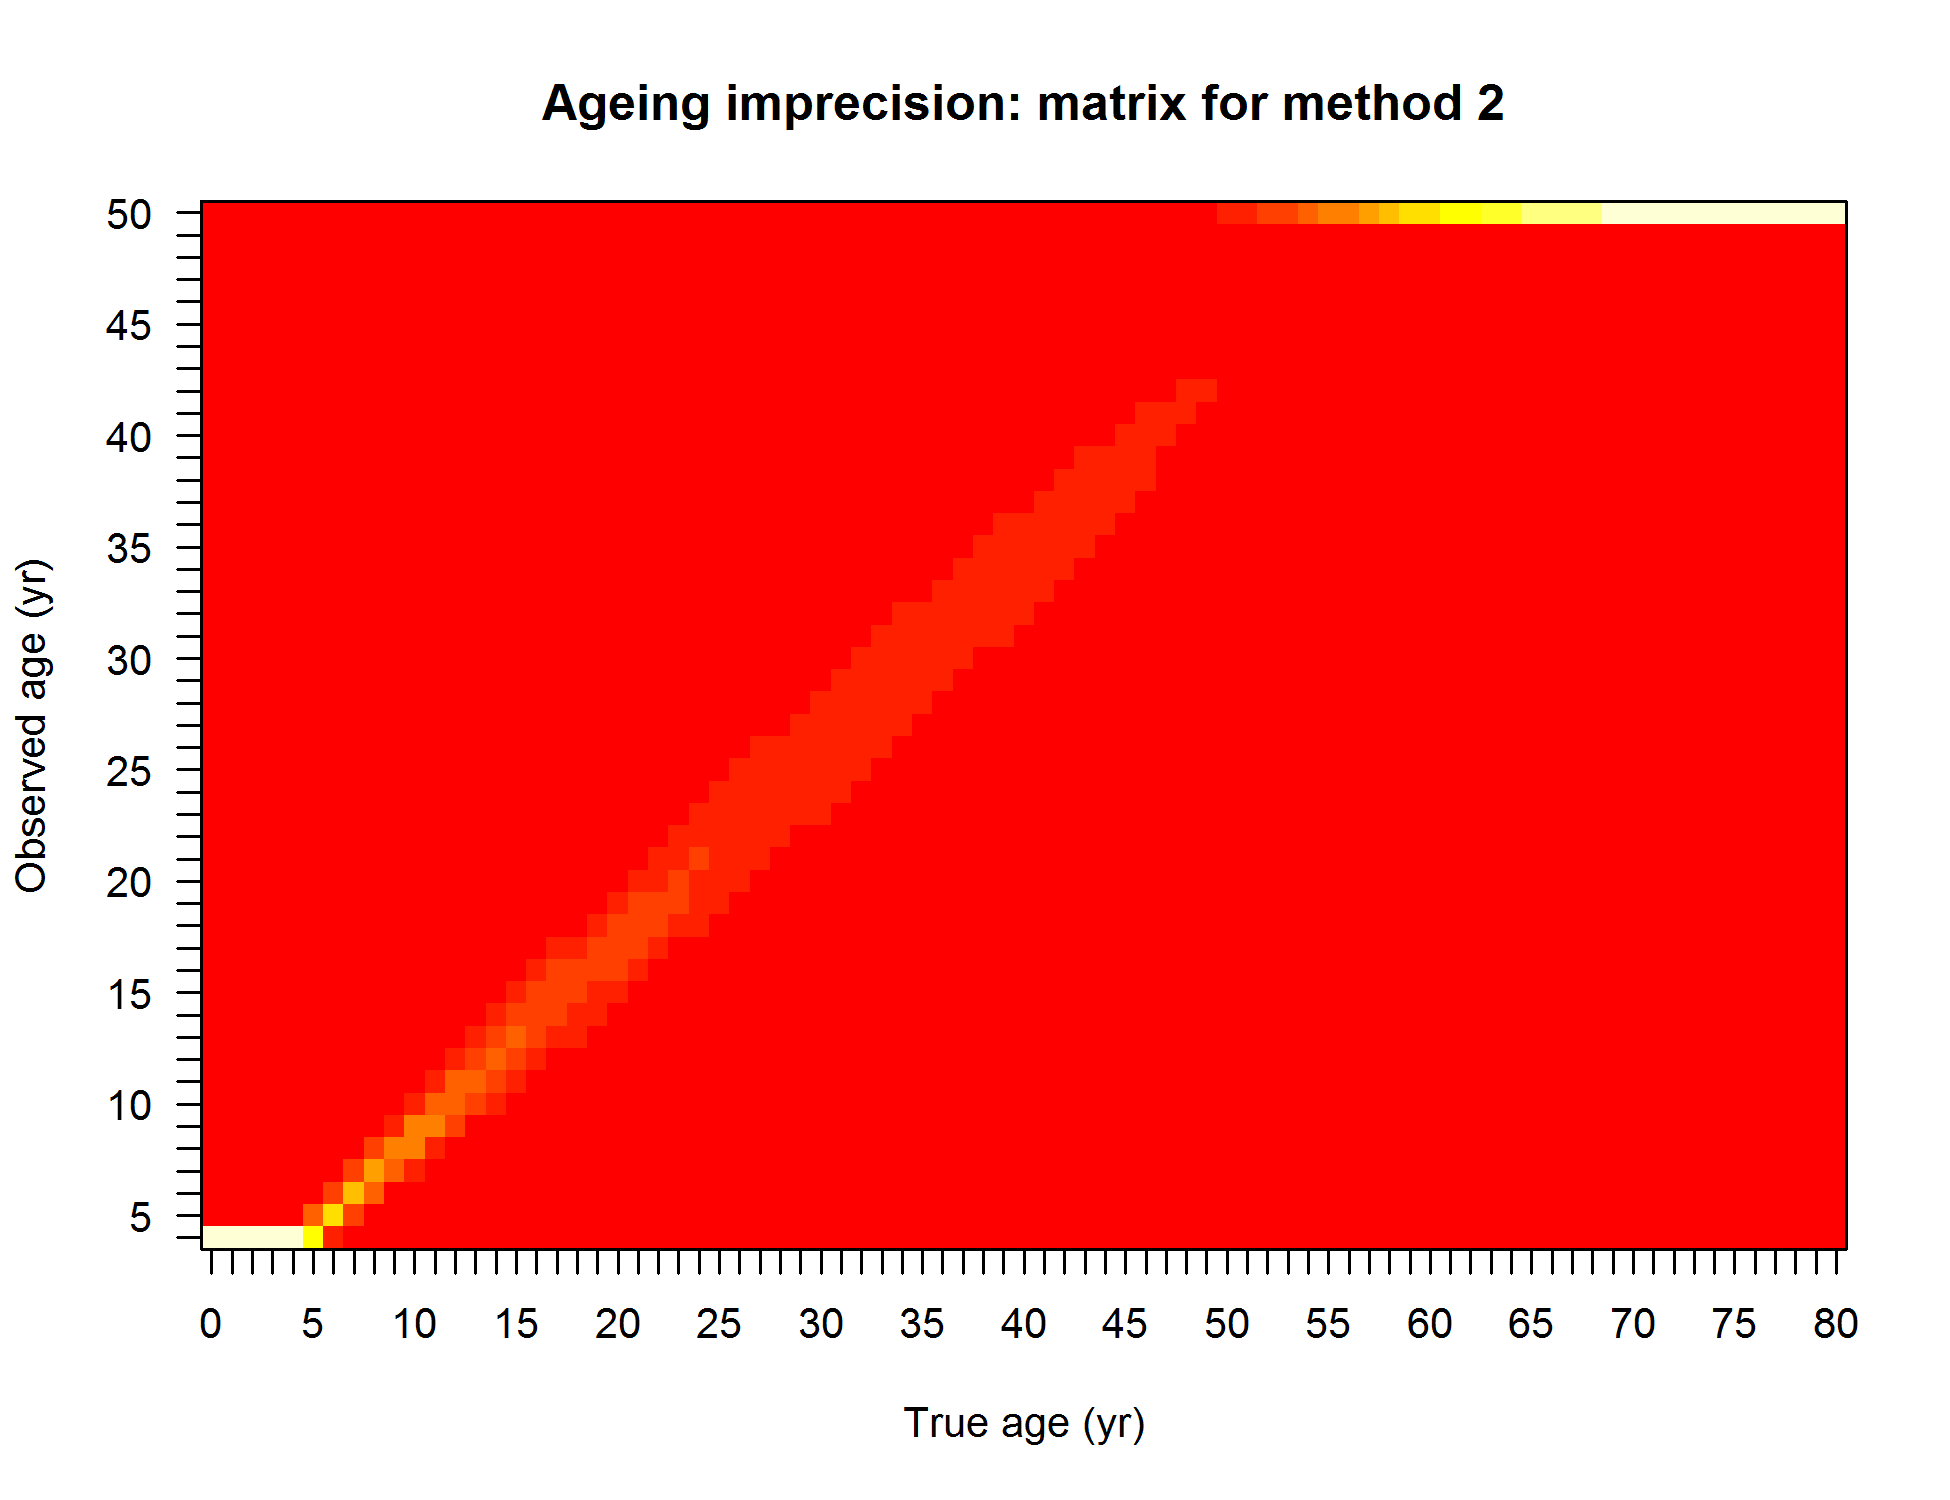 Ageing imprecision: matrix for method 2
Observed age (yr)
50
45
40
35
30
25
20
15
10
5
0 5 10 15 20 25 30 35 40 45 50 55 60 65 70 75 80
True age (yr)